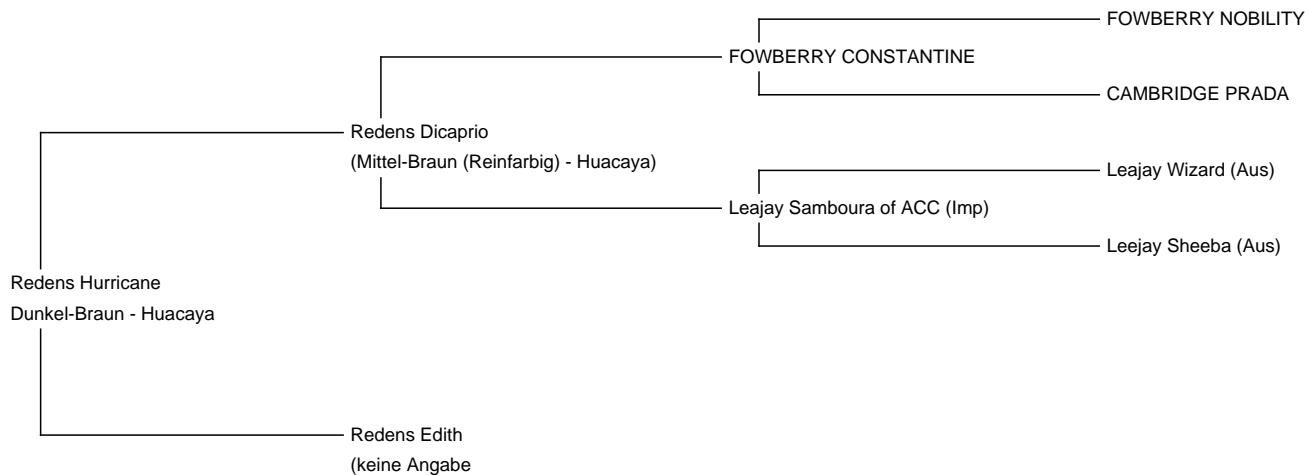 FOWBERRY NOBILITY
FOWBERRY CONSTANTINE
CAMBRIDGE PRADA
Redens Dicaprio
(Mittel-Braun (Reinfarbig) - Huacaya)
Leajay Wizard (Aus)
Leajay Samboura of ACC (Imp)
Leejay Sheeba (Aus)
Redens Hurricane
Dunkel-Braun - Huacaya
Redens Edith
(keine Angabe